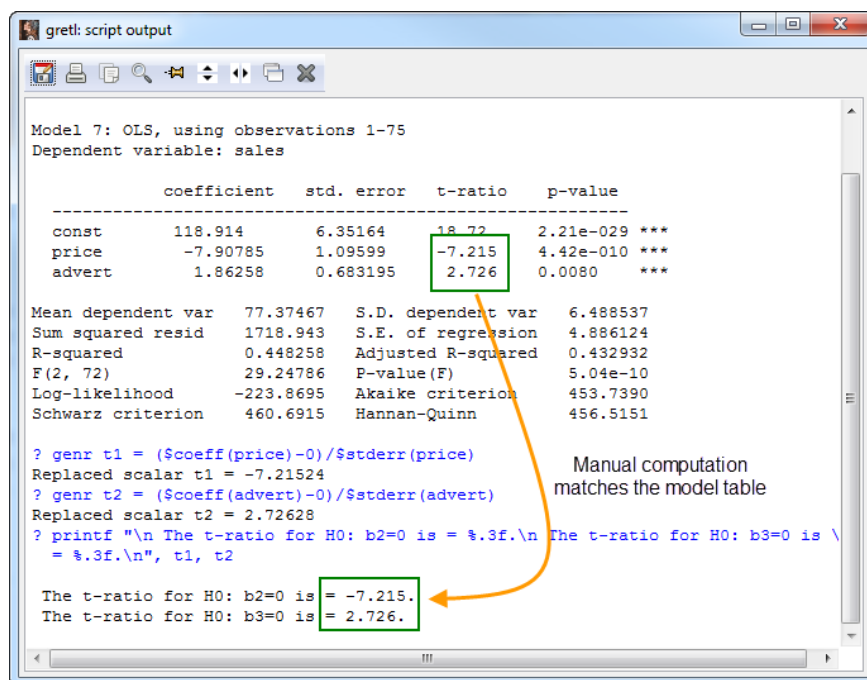 gretl: script output
Model 7: OLS, using observations 1-75
Dependent variable: sales
coefficient std. error t-ratio p-value
---------------------------------------------------------
const 118.914 6.35164 18.72 2.21e-029 ***
price -7.90785 1.09599 -7.215 4.42e-010 ***
advert 1.86258 0.683195 2.726 0.0080 ***
Mean dependent var 77.37467 S.D. dependent var 6.488537
Sum squared resid 1718.943 S.E. of regression 4.886124
R-squared 0.448258 Adjusted R-squared 0.432932
F(2, 72) 29.24786 P-value(F) 5.04e-10
Log-likelihood -223.8695 Akaike criterion 453.7390
Schwarz criterion 460.6915 Hannan-Quinn 456.5151
? genr t1 = ($coeff(price)-0)/$stderr(price)
Replaced scalar t1 = -7.21524
? genr t2 = ($coeff(advert)-0)/$stderr(advert)
Replaced scalar t2 = 2.72628
Manual computation
matches the model table
? printf "\n The t-ratio for H0: b2=0 is = %.3f.\n The t-ratio for H0: b3=0 is \
= %.3f.\n", t1, t2
The t-ratio for H0: b2=0 is = -7.215.
The t-ratio for H0: b3=0 is = 2.726.